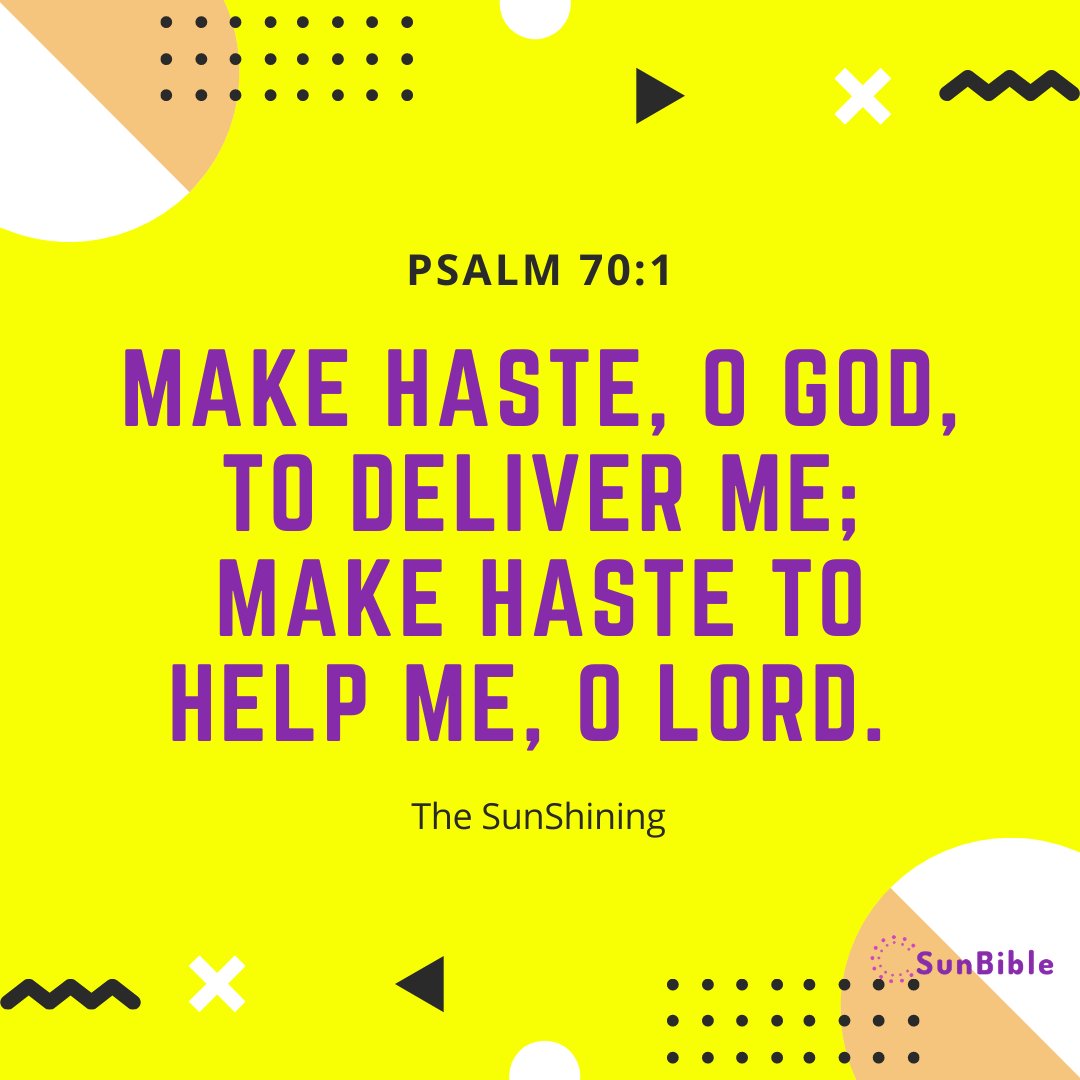 PSALM 70:1
MAKE HASTE, O GOD,
TO DELIVER ME;
MAKE HASTE TO
HELP ME, O LORD.
The SunShining
SunBible